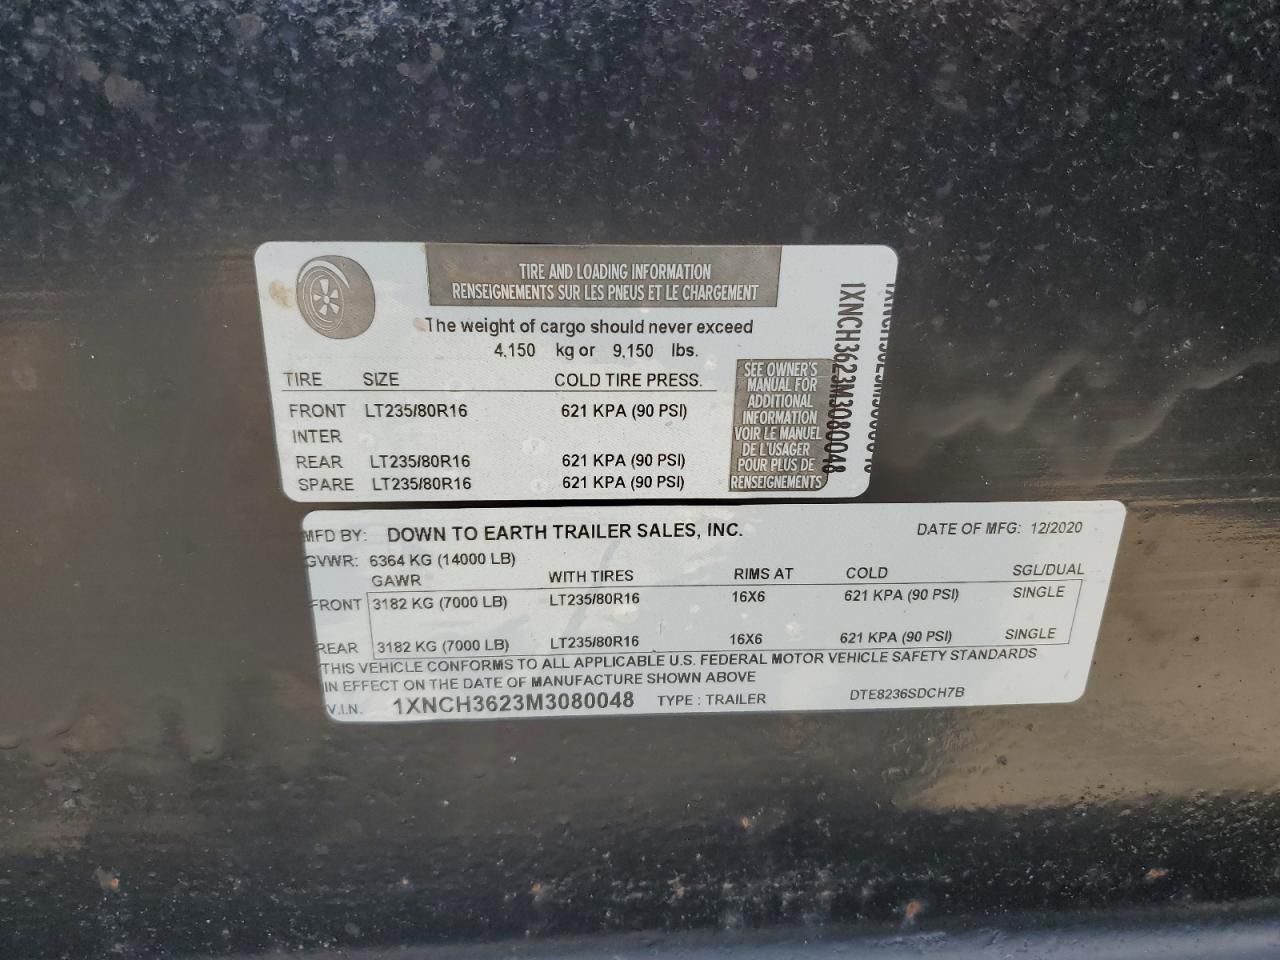 TIRE AND LOADING INFORMATION
RENSEIGNEMENTS SUR LES PNEUS ET LE CHARGEMENT
The weight of cargo should never exceed
4,150 kg or 9,150 lbs.
TIRE SIZE COLD TIRE PRESS.
FRONT LT235/80R16 621 KPA (90 PSI)
INTER
REAR LT235/80R16 621 KPA (90 PSI)
SPARE LT235/80R16 621 KPA (90 PSI)
SEE OWNER'S
MANUAL FOR
ADDITIONAL
INFORMATION
VOIR LE MANUEL
DE L'USAGER
POUR PLUS DE
RENSEIGNEMENTS
1XNCH3623M3080048
MFD BY: DOWN TO EARTH TRAILER SALES, INC. DATE OF MFG: 12/2020
GVWR: 6364 KG (14000 LB)
GAWR WITH TIRES RIMS AT COLD SGL/DUAL
FRONT 3182 KG (7000 LB) LT235/80R16 16X6 621 KPA (90 PSI) SINGLE
REAR 3182 KG (7000 LB) LT235/80R16 16X6 621 KPA (90 PSI) SINGLE
THIS VEHICLE CONFORMS TO ALL APPLICABLE U.S. FEDERAL MOTOR VEHICLE SAFETY STANDARDS
IN EFFECT ON THE DATE OF MANUFACTURE SHOWN ABOVE
V.I.N. 1XNCH3623M3080048 TYPE : TRAILER DTE8236SDCH7B